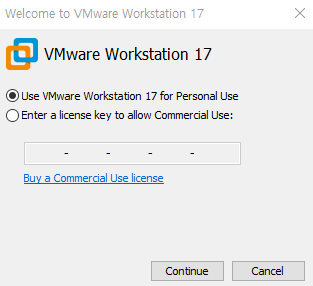 Welcome to VMware Workstation 17
VMware Workstation 17
Use VMware Workstation 17 for Personal Use
Enter a license key to allow Commercial Use:
- - - -
Buy a Commercial Use license
Continue Cancel